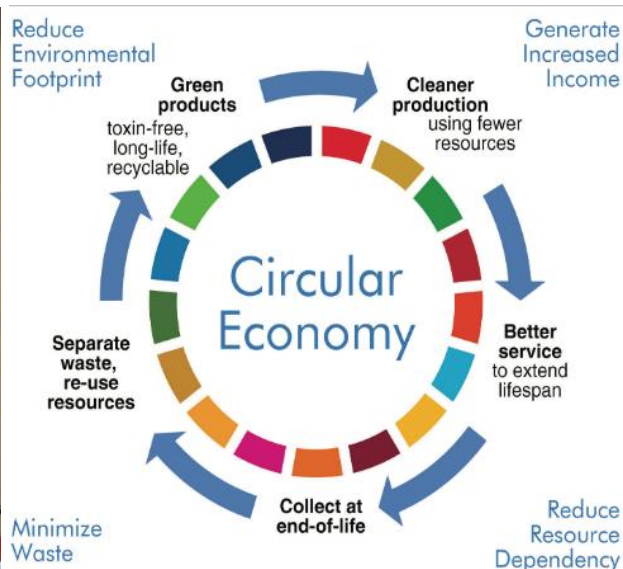 Reduce
Environmental
Footprint
Generate
Increased
Income
Green
products
toxin-free,
long-life,
recyclable
Cleaner
production
using fewer
resources
Circular
Economy
Better
service
to extend
lifespan
Separate
waste,
re-use
resources
Collect at
end-of-life
Minimize
Waste
Reduce
Resource
Dependency